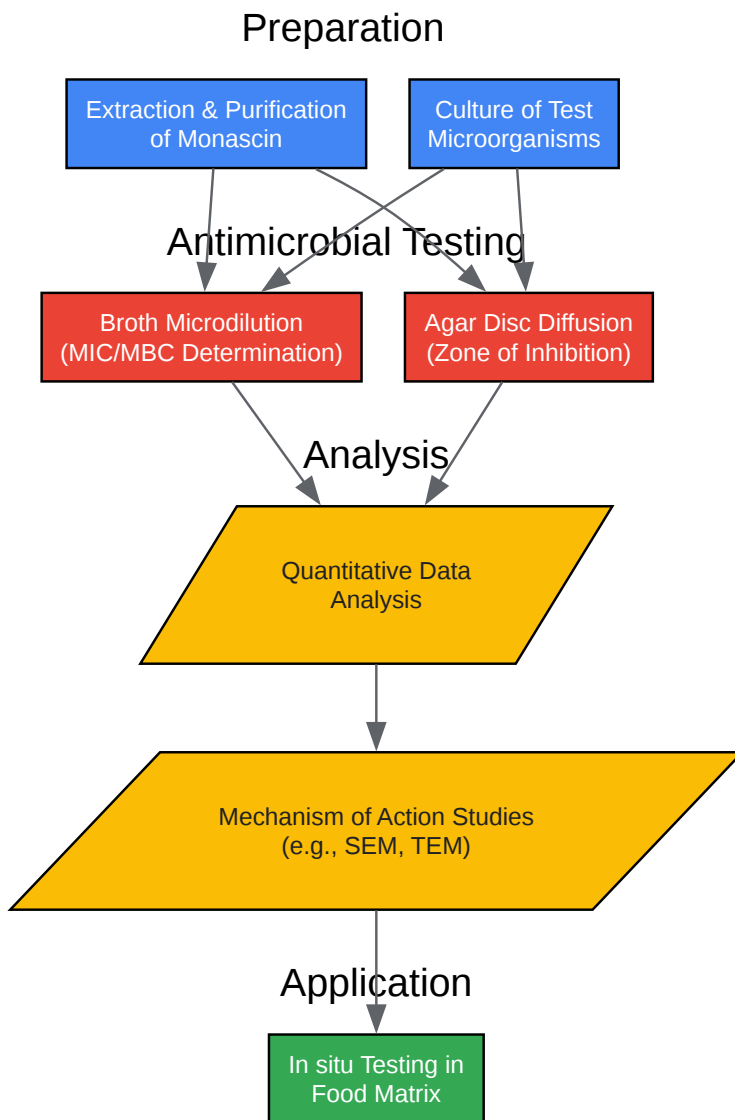 Preparation
Extraction & Purification
of Monascin
Culture of Test
Microorganisms
Antimicrobial Testing
Broth Microdilution
(MIC/MBC Determination)
Agar Disc Diffusion
(Zone of Inhibition)
Analysis
Quantitative Data
Analysis
Mechanism of Action Studies
(e.g., SEM, TEM)
Application
In situ Testing in
Food Matrix